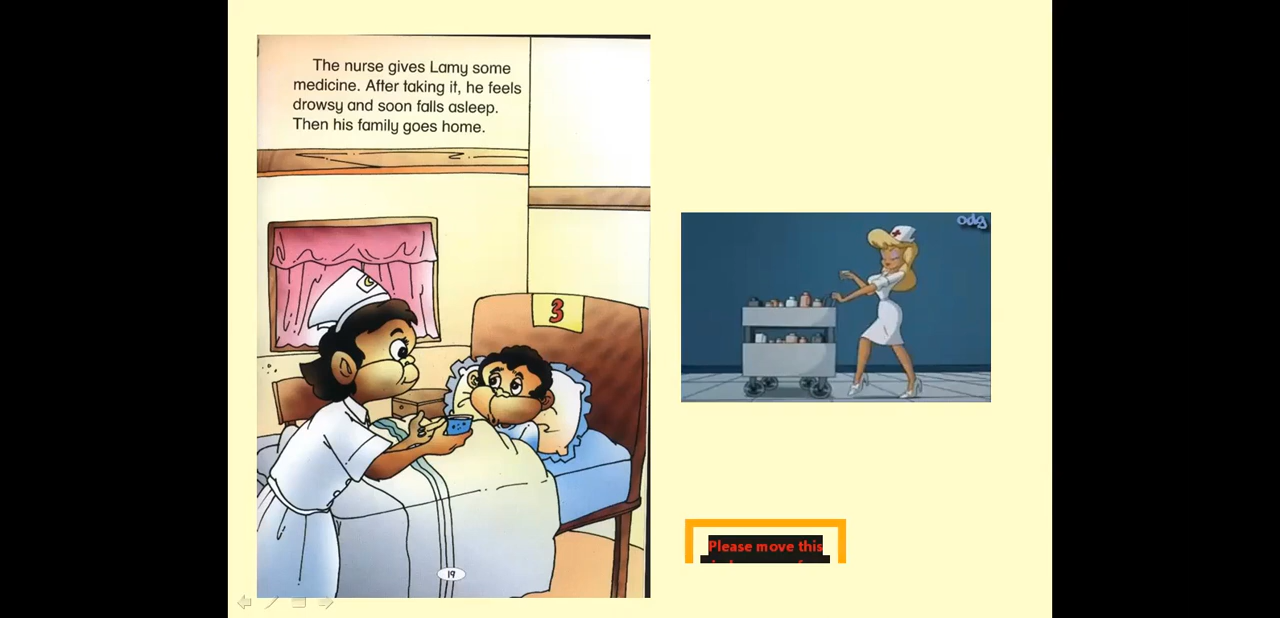 The nurse gives Lamy some
medicine. After taking it, he feels
drowsy and soon falls asleep.
Then his family goes home.
3
odg
Please move this
19